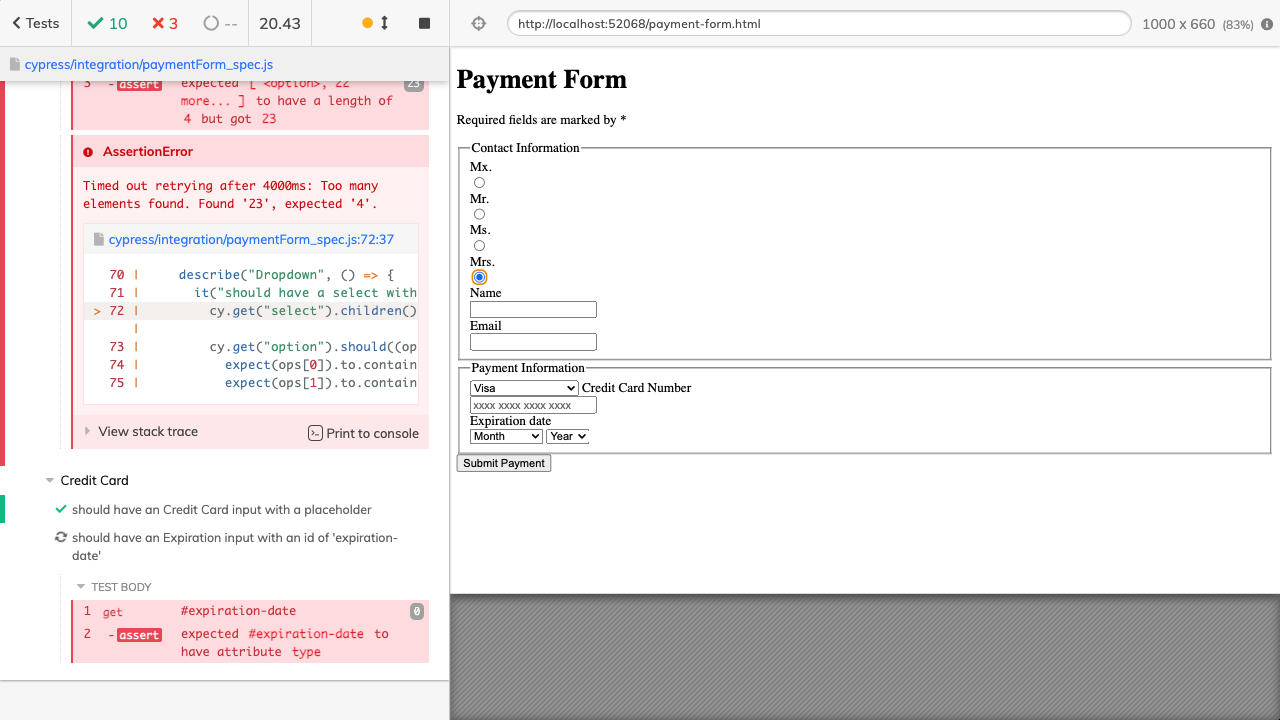 Tests
10
3
--
20.43
http://localhost:52068/payment-form.html
1000 x 660 (83%)
cypress/integration/paymentForm_spec.js
3 -assert expected [ <option>, 22 23
more... ] to have a length of
4 but got 23
AssertionError
Timed out retrying after 4000ms: Too many
elements found. Found '23', expected '4'.
cypress/integration/paymentForm_spec.js:72:37
70 | describe("Dropdown", () => {
71 | it("should have a select with
> 72 | cy.get("select").children()
|
73 | cy.get("option").should((op
74 | expect(ops[0]).to.contain
75 | expect(ops[1]).to.contain
View stack trace
Print to console
Credit Card
should have an Credit Card input with a placeholder
should have an Expiration input with an id of 'expiration-
date'
TEST BODY
1 get #expiration-date 0
2 -assert expected #expiration-date to
have attribute type
Payment Form
Required fields are marked by *
Contact Information
Mx.
Mr.
Ms.
Mrs.
Name
Email
Payment Information
Visa Credit Card Number
xxxx xxxx xxxx xxxx
Expiration date
Month Year
Submit Payment